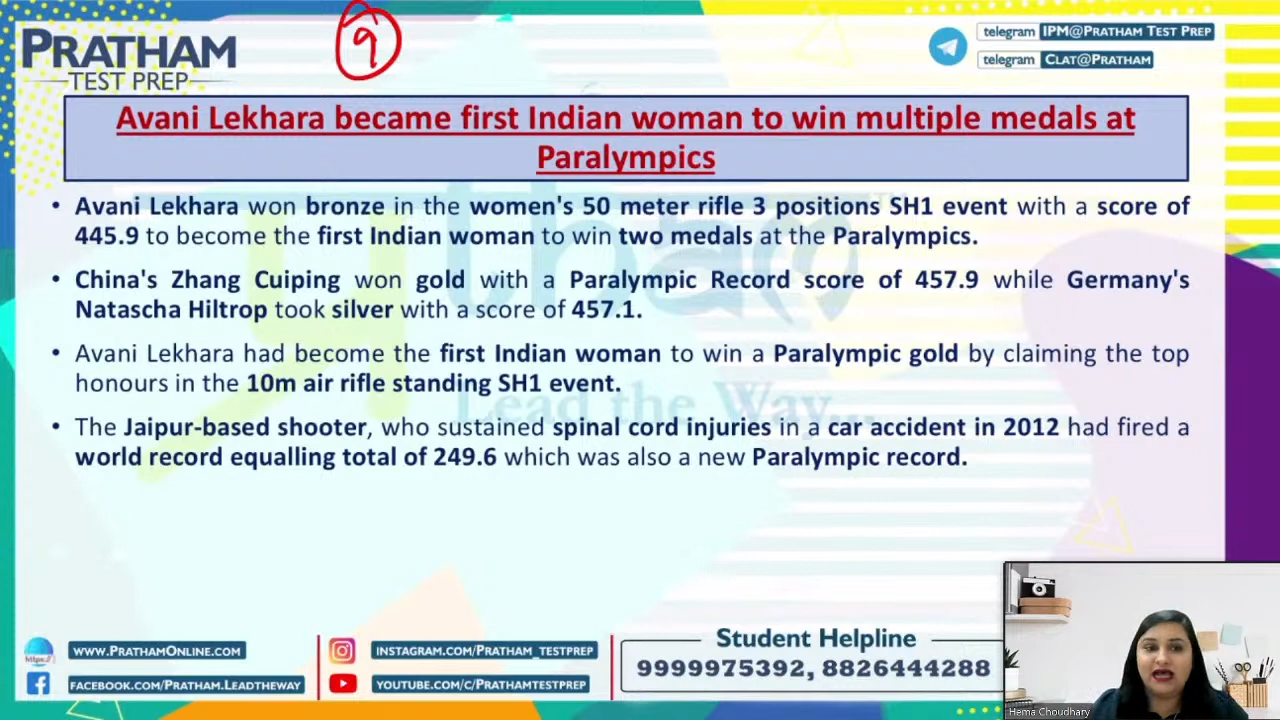 9
PRATHAM
TEST PREP
telegram IPM@PRATHAM TEST PREP
telegram CLAT@PRATHAM
Avani Lekhara became first Indian woman to win multiple medals at
Paralympics
• Avani Lekhara won bronze in the women's 50 meter rifle 3 positions SH1 event with a score of
445.9 to become the first Indian woman to win two medals at the Paralympics.
• China's Zhang Cuiping won gold with a Paralympic Record score of 457.9 while Germany's
Natascha Hiltrop took silver with a score of 457.1.
• Avani Lekhara had become the first Indian woman to win a Paralympic gold by claiming the top
honours in the 10m air rifle standing SH1 event.
Lead the Way...
• The Jaipur-based shooter, who sustained spinal cord injuries in a car accident in 2012 had fired a
world record equalling total of 249.6 which was also a new Paralympic record.
https://
WWW.PRATHAMONLINE.COM
FACEBOOK.COM/PRATHAM.LEADTHEWAY
INSTAGRAM.COM/PRATHAM_TESTPREP
YOUTUBE.COM/C/PRATHAMTESTPREP
Student Helpline
9999975392, 8826444288
Hema Choudhary